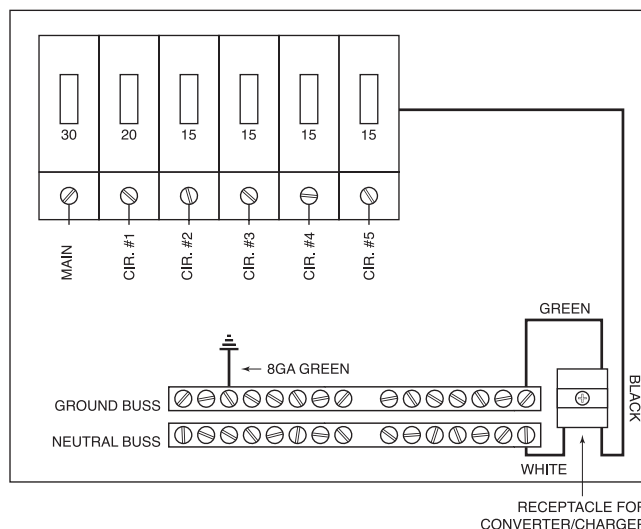 30 20 15 15 15 15
MAIN
CIR. #1
CIR. #2
CIR. #3
CIR. #4
CIR. #5
GREEN
8GA GREEN
BLACK
GROUND BUSS
NEUTRAL BUSS
WHITE
RECEPTACLE FOR
CONVERTER/CHARGER